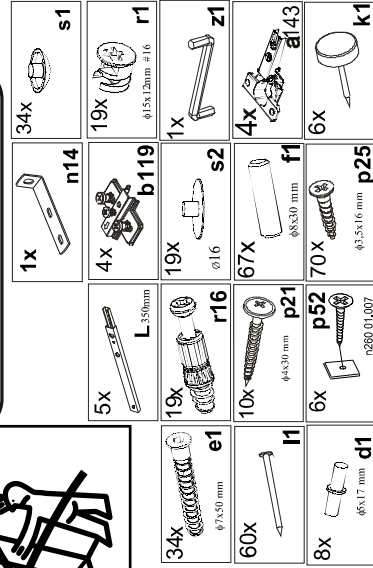 34x
s1
19x
φ15x12mm #16
r1
1x
z1
4x
a143
6x
k1
1x
n14
4x
b119
19x
ø16
s2
67x
φ8x30 mm
f1
70x
φ3,5x16 mm
p25
5x
L 350mm
19x
r16
10x
φ4x30 mm
p21
6x
p52
n260 01.007
34x
φ7x50 mm
e1
60x
l1
8x
φ5x17 mm
d1